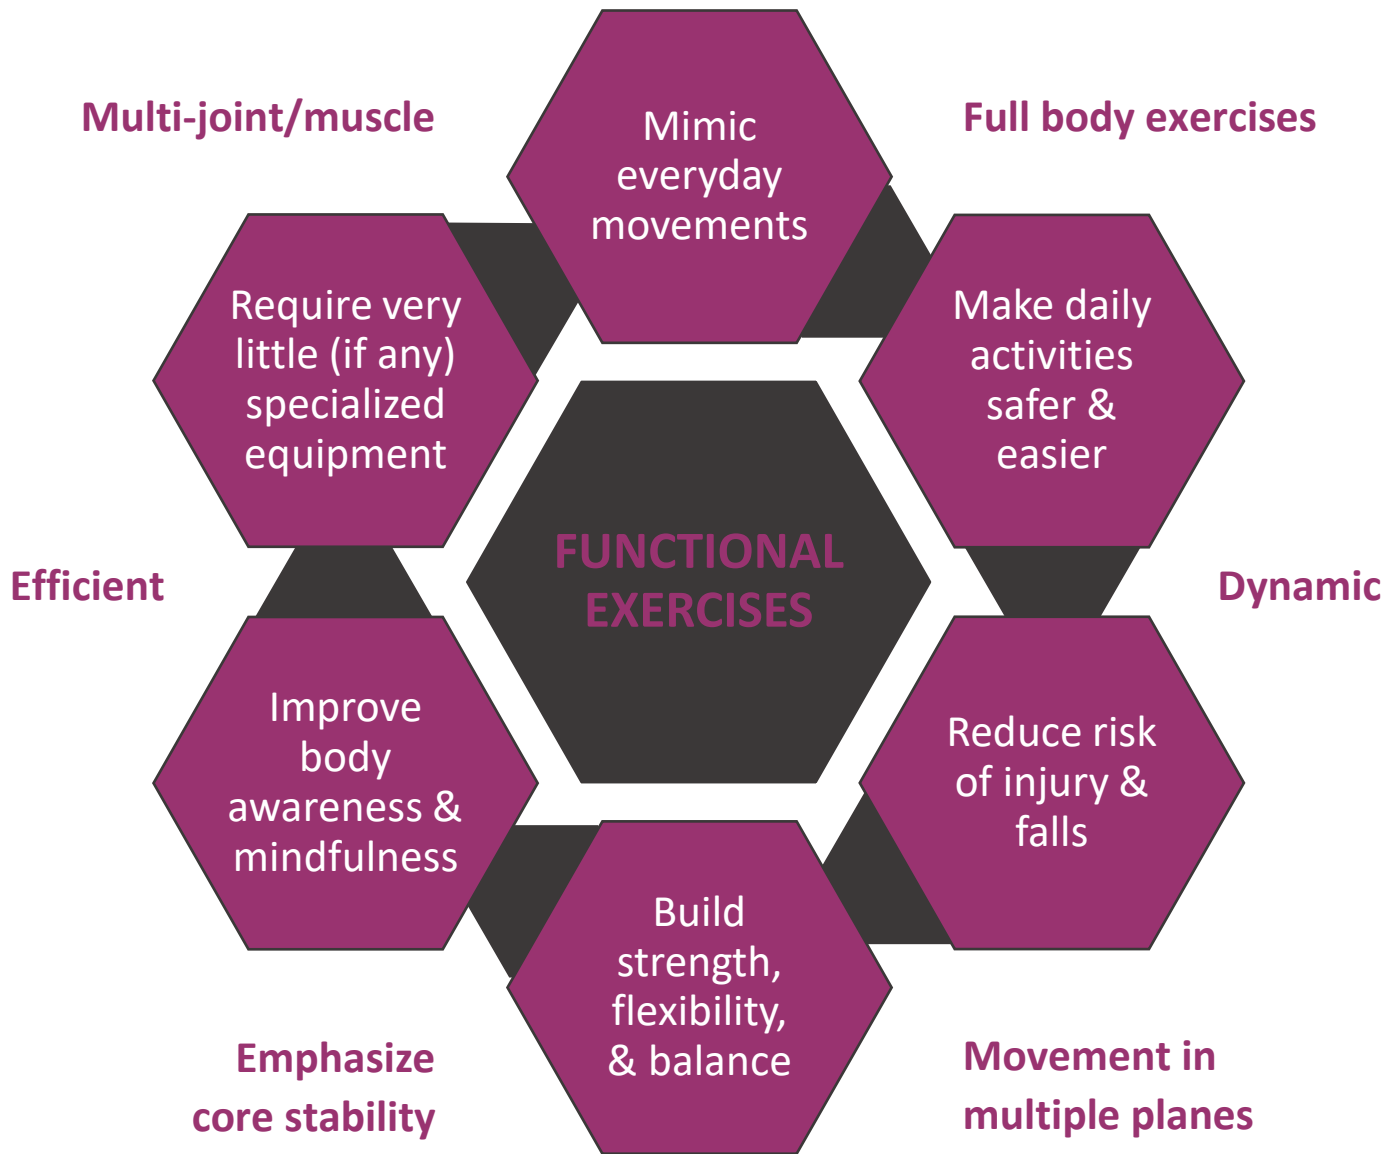 Multi-joint/muscle
Mimic
everyday
movements
Full body exercises
Require very
little (if any)
specialized
equipment
Make daily
activities
safer &
easier
FUNCTIONAL
EXERCISES
Efficient
Dynamic
Improve
body
awareness &
mindfulness
Reduce risk
of injury &
falls
Build
strength,
flexibility,
& balance
Emphasize
core stability
Movement in
multiple planes